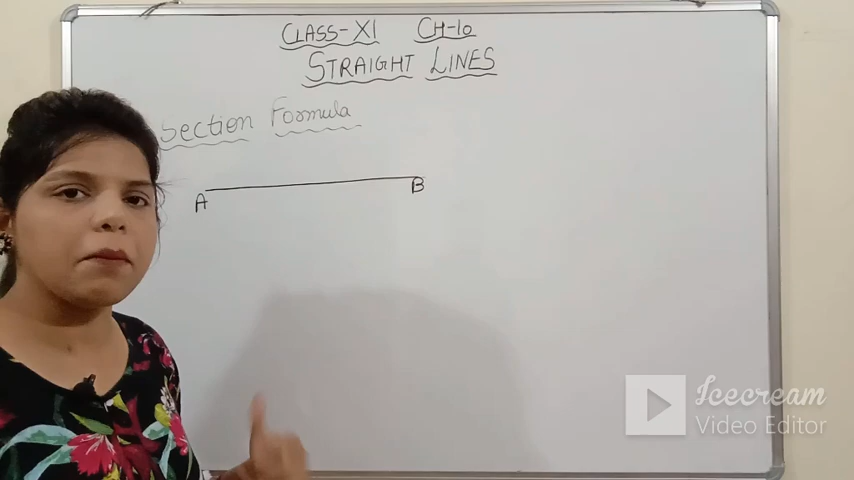 CLASS-XI CH-10
STRAIGHT LINES
Section Formula
A B
Icecream
Video Editor